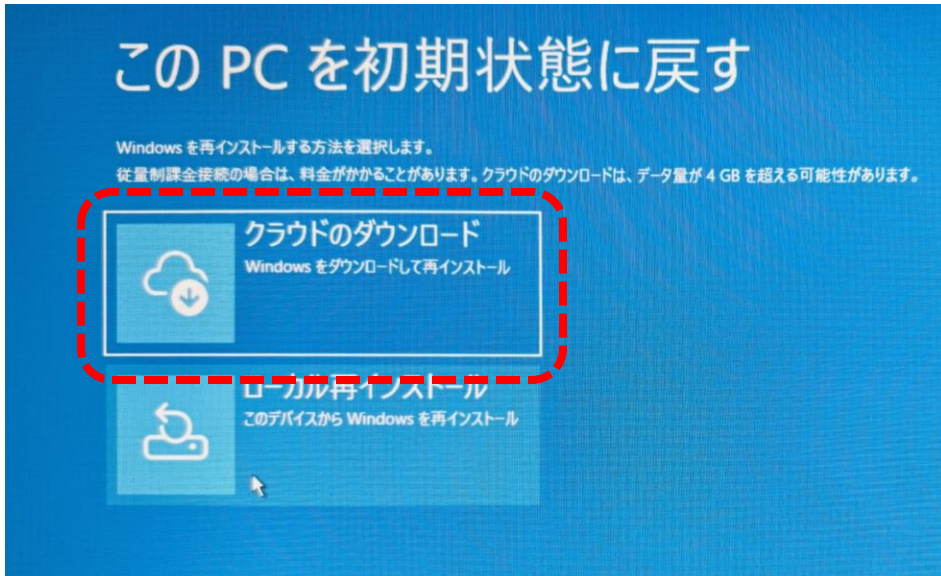 この PC を初期状態に戻す
Windows を再インストールする方法を選択します。
従量制課金接続の場合は、料金がかかることがあります。クラウドのダウンロードは、データ量が 4 GB を超える可能性があります。
クラウドのダウンロード
Windows をダウンロードして再インストール
ローカル再インストール
このデバイスから Windows を再インストール